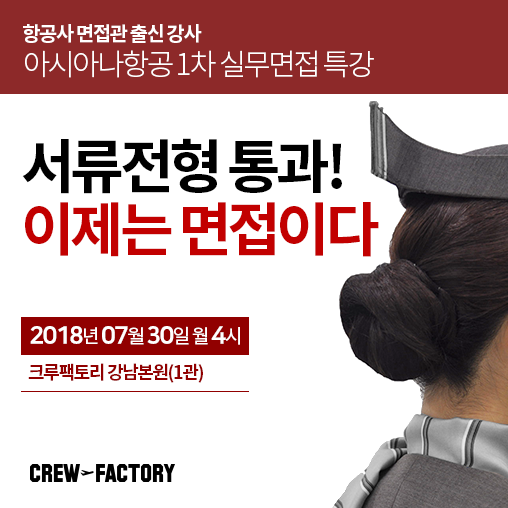 항공사 면접관 출신 강사
아시아나항공 1차 실무면접 특강
서류전형 통과!
이제는 면접이다
2018년 07월 30일 월 4시
크루팩토리 강남본원(1관)
CREW FACTORY